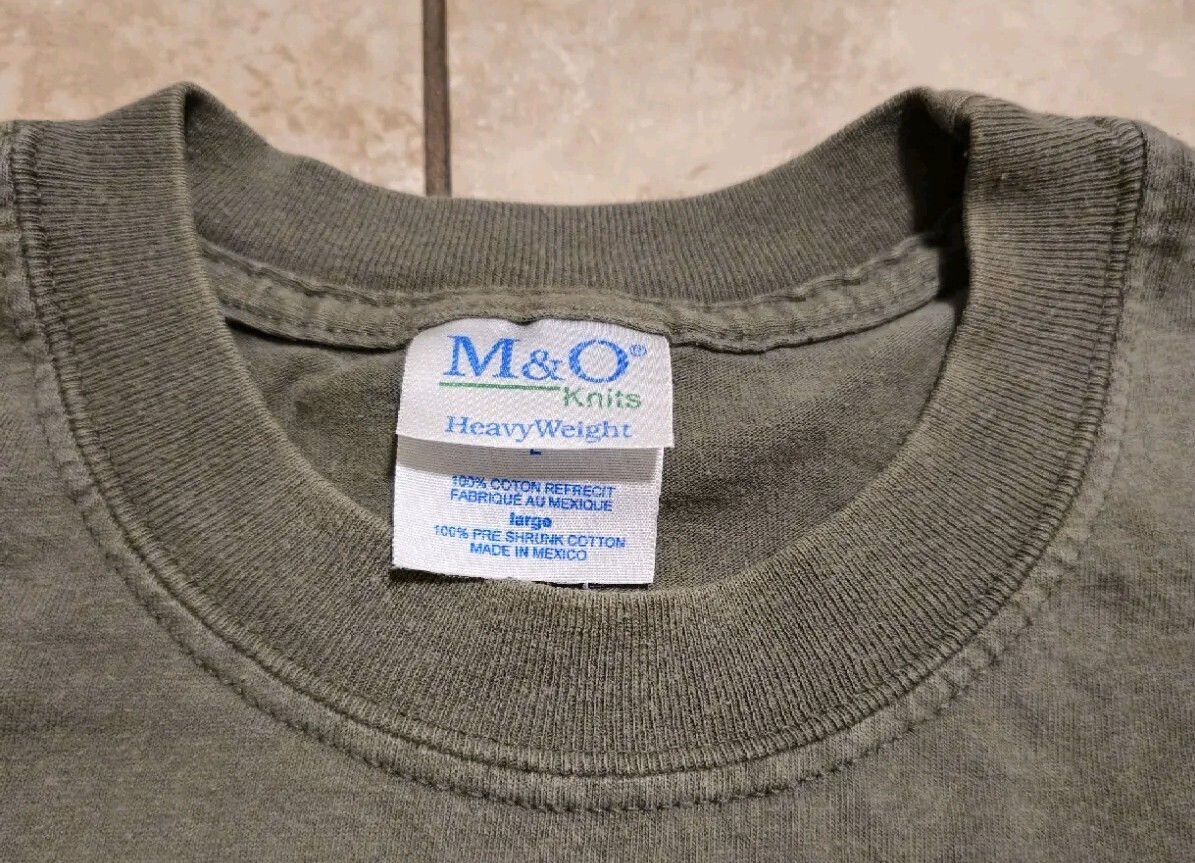 M&O®
Knits
HeavyWeight
L
100% COTON REFRECIT
FABRIQUE AU MEXIQUE
large
100% PRE SHRUNK COTTON
MADE IN MEXICO